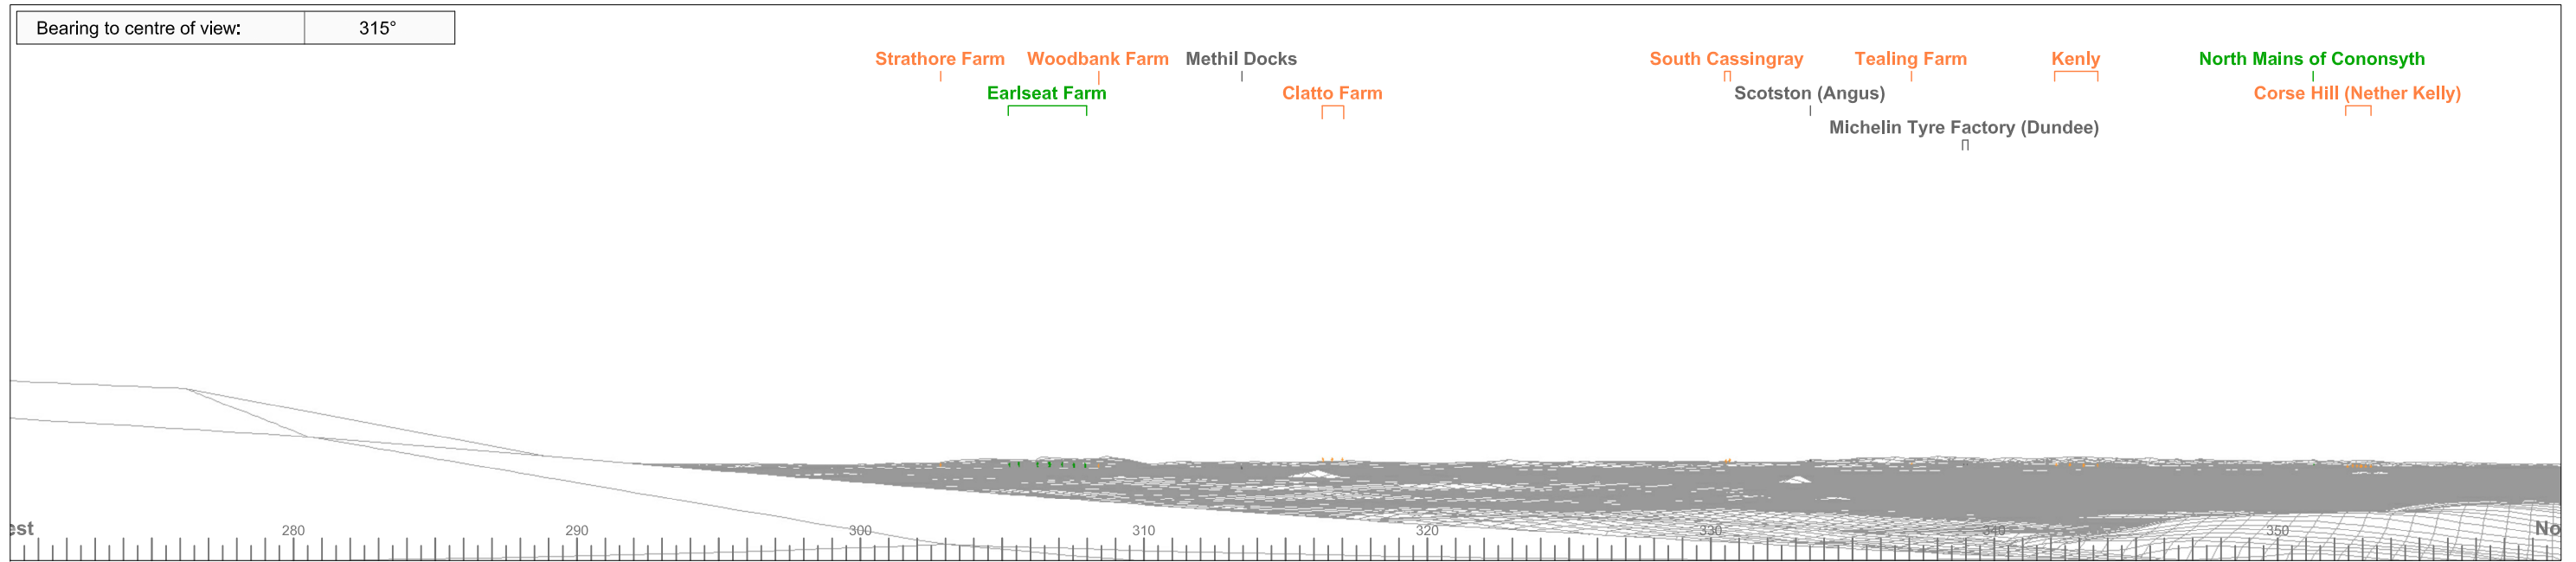 Bearing to centre of view: 315°
Strathore Farm Woodbank Farm Methil Docks South Cassingray Tealing Farm Kenly North Mains of Cononsyth
Earlseat Farm Clatto Farm Scotston (Angus) Corse Hill (Nether Kelly)
Michelin Tyre Factory (Dundee)
est 280 290 300 310 320 330 340 350 No